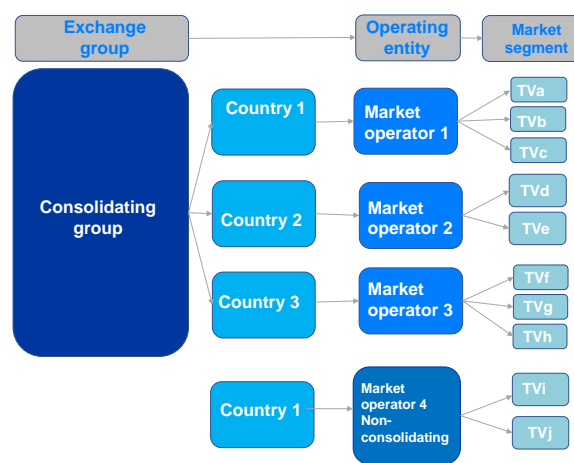 Exchange
group
Operating
entity
Market
segment
Consolidating
group
Country 1
Market
operator 1
TVa
TVb
TVc
Country 2
Market
operator 2
TVd
TVe
Country 3
Market
operator 3
TVf
TVg
TVh
Country 1
Market
operator 4
Non-
consolidating
TVi
TVj